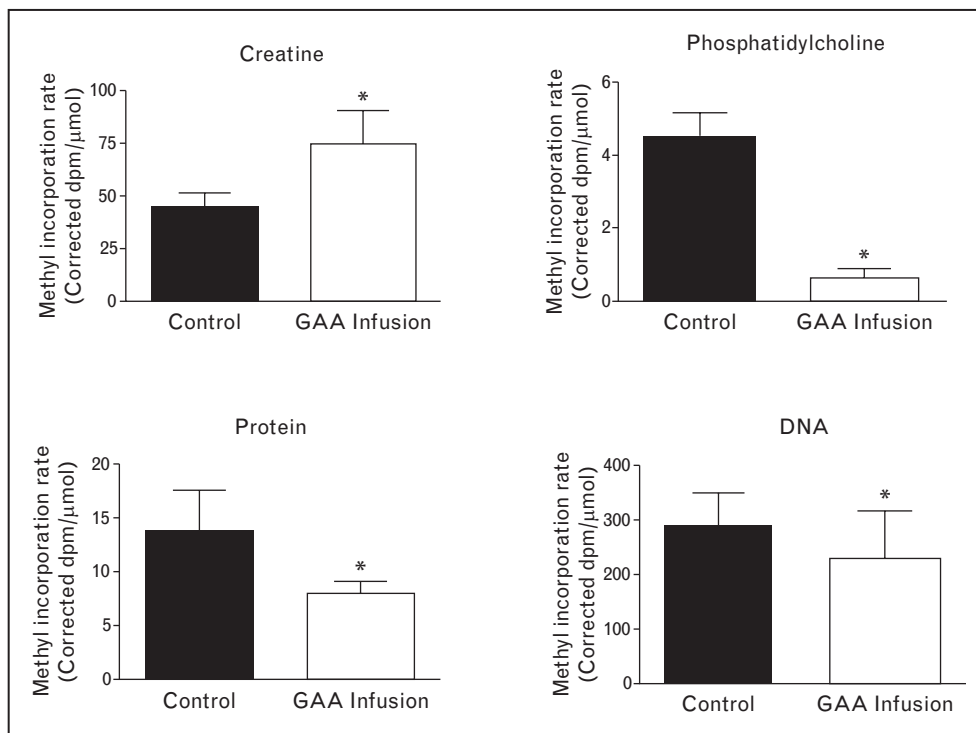 Creatine
Methyl incorporation rate
(Corrected dpm/μmol)
100
75
50
25
0
*
Control
GAA Infusion
Phosphatidylcholine
Methyl incorporation rate
(Corrected dpm/μmol)
6
4
2
0
*
Control
GAA Infusion
Protein
Methyl incorporation rate
(Corrected dpm/μmol)
20
15
10
5
0
*
Control
GAA Infusion
DNA
Methyl incorporation rate
(Corrected dpm/μmol)
400
300
200
100
0
*
Control
GAA Infusion